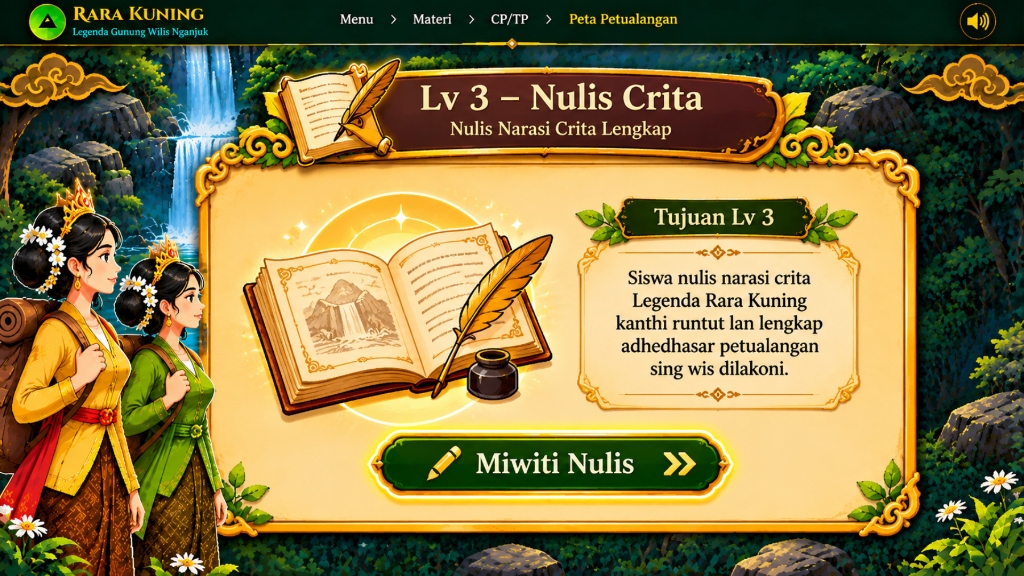 RARA KUNING
Legenda Gunung Wilis Nganjuk
Menu > Materi > CP/TP > Peta Petualangan
Lv 3 – Nulis Crita
Nulis Narasi Crita Lengkap
Tujuan Lv 3
Siswa nulis narasi crita
Legenda Rara Kuning
kanthi runtut lan lengkap
adhedhasar petualangan
sing wis dilakoni.
Miwiti Nulis